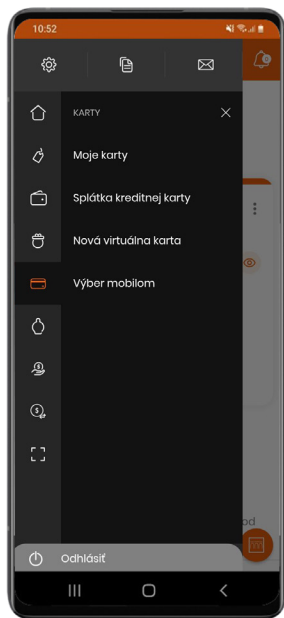 10:52
KARTY
Moje karty
Splátka kreditnej karty
Nová virtuálna karta
Výber mobilom
od
Odhlásiť